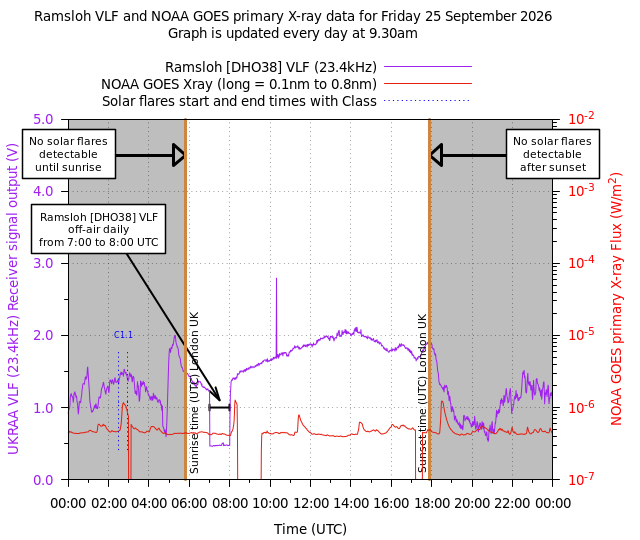 Ramsloh VLF and NOAA GOES primary X-ray data for Friday 25 September 2026
Graph is updated every day at 9.30am
Ramsloh [DHO38] VLF (23.4kHz)
NOAA GOES Xray (long = 0.1nm to 0.8nm)
Solar flares start and end times with Class
5.0
4.0
3.0
2.0
1.0
0.0
UKRAA VLF (23.4kHz) Receiver signal output (V)
No solar flares
detectable
until sunrise
Ramsloh [DHO38] VLF
off-air daily
from 7:00 to 8:00 UTC
C1.1
Sunrise time (UTC) London UK
Sunset time (UTC) London UK
No solar flares
detectable
after sunset
10⁻²
10⁻³
10⁻⁴
10⁻⁵
10⁻⁶
10⁻⁷
NOAA GOES primary X-ray Flux (W/m²)
00:00 02:00 04:00 06:00 08:00 10:00 12:00 14:00 16:00 18:00 20:00 22:00 00:00
Time (UTC)